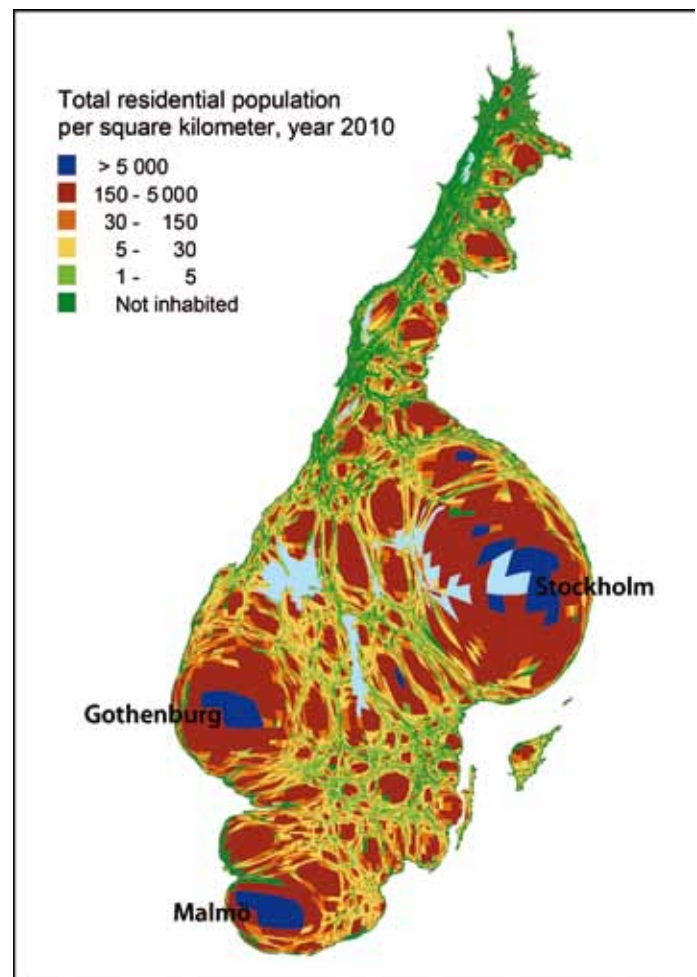 Total residential population
per square kilometer, year 2010
> 5 000
150 - 5 000
30 - 150
5 - 30
1 - 5
Not inhabited
Stockholm
Gothenburg
Malmö